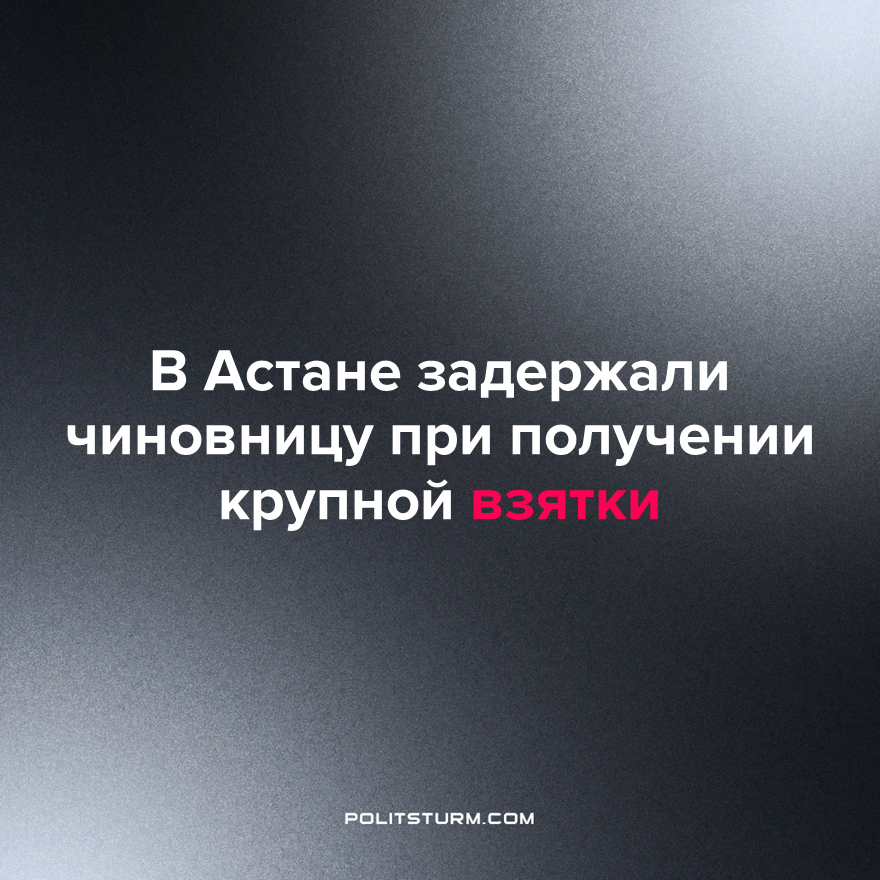 В Астане задержали
чиновницу при получении
крупной взятки
POLITSTURM.COM